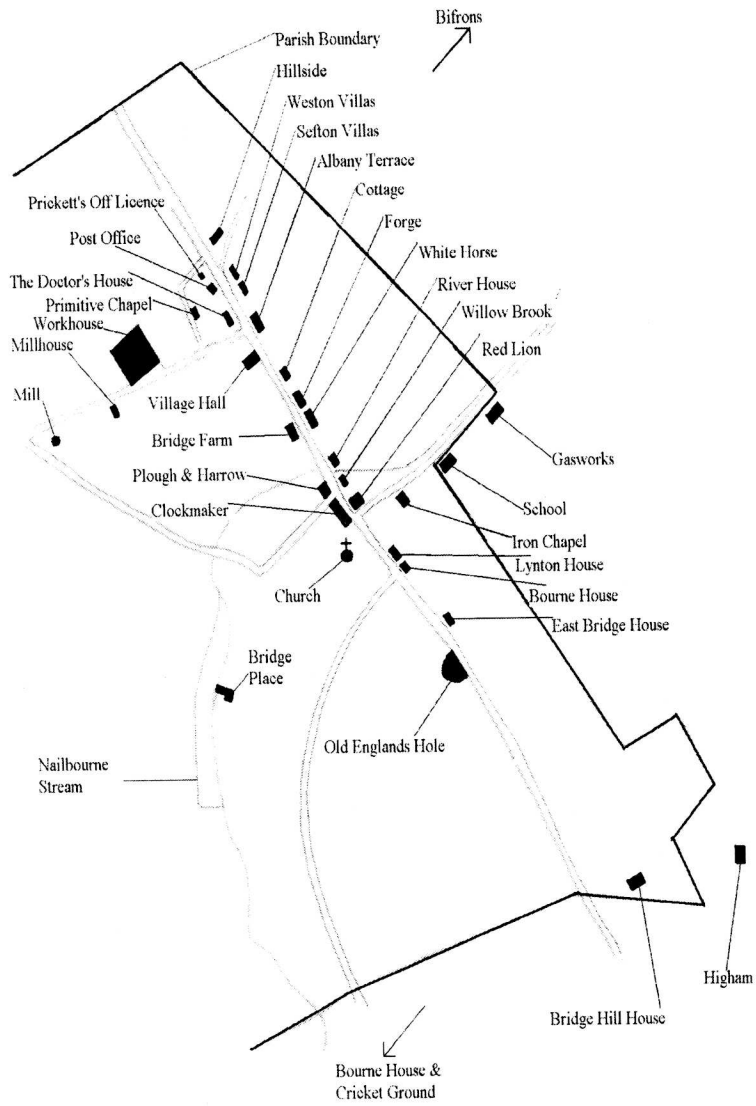 Bifrons
Parish Boundary
Hillside
Weston Villas
Sefton Villas
Albany Terrace
Cottage
Prickett's Off Licence
Forge
Post Office
White Horse
The Doctor's House
River House
Primitive Chapel
Willow Brook
Workhouse
Red Lion
Millhouse
Mill
Village Hall
Bridge Farm
Gasworks
Plough & Harrow
School
Clockmaker
Iron Chapel
Lynton House
Church
Bourne House
East Bridge House
Bridge
Place
Old Englands Hole
Nailbourne
Stream
Higham
Bridge Hill House
Bourne House &
Cricket Ground